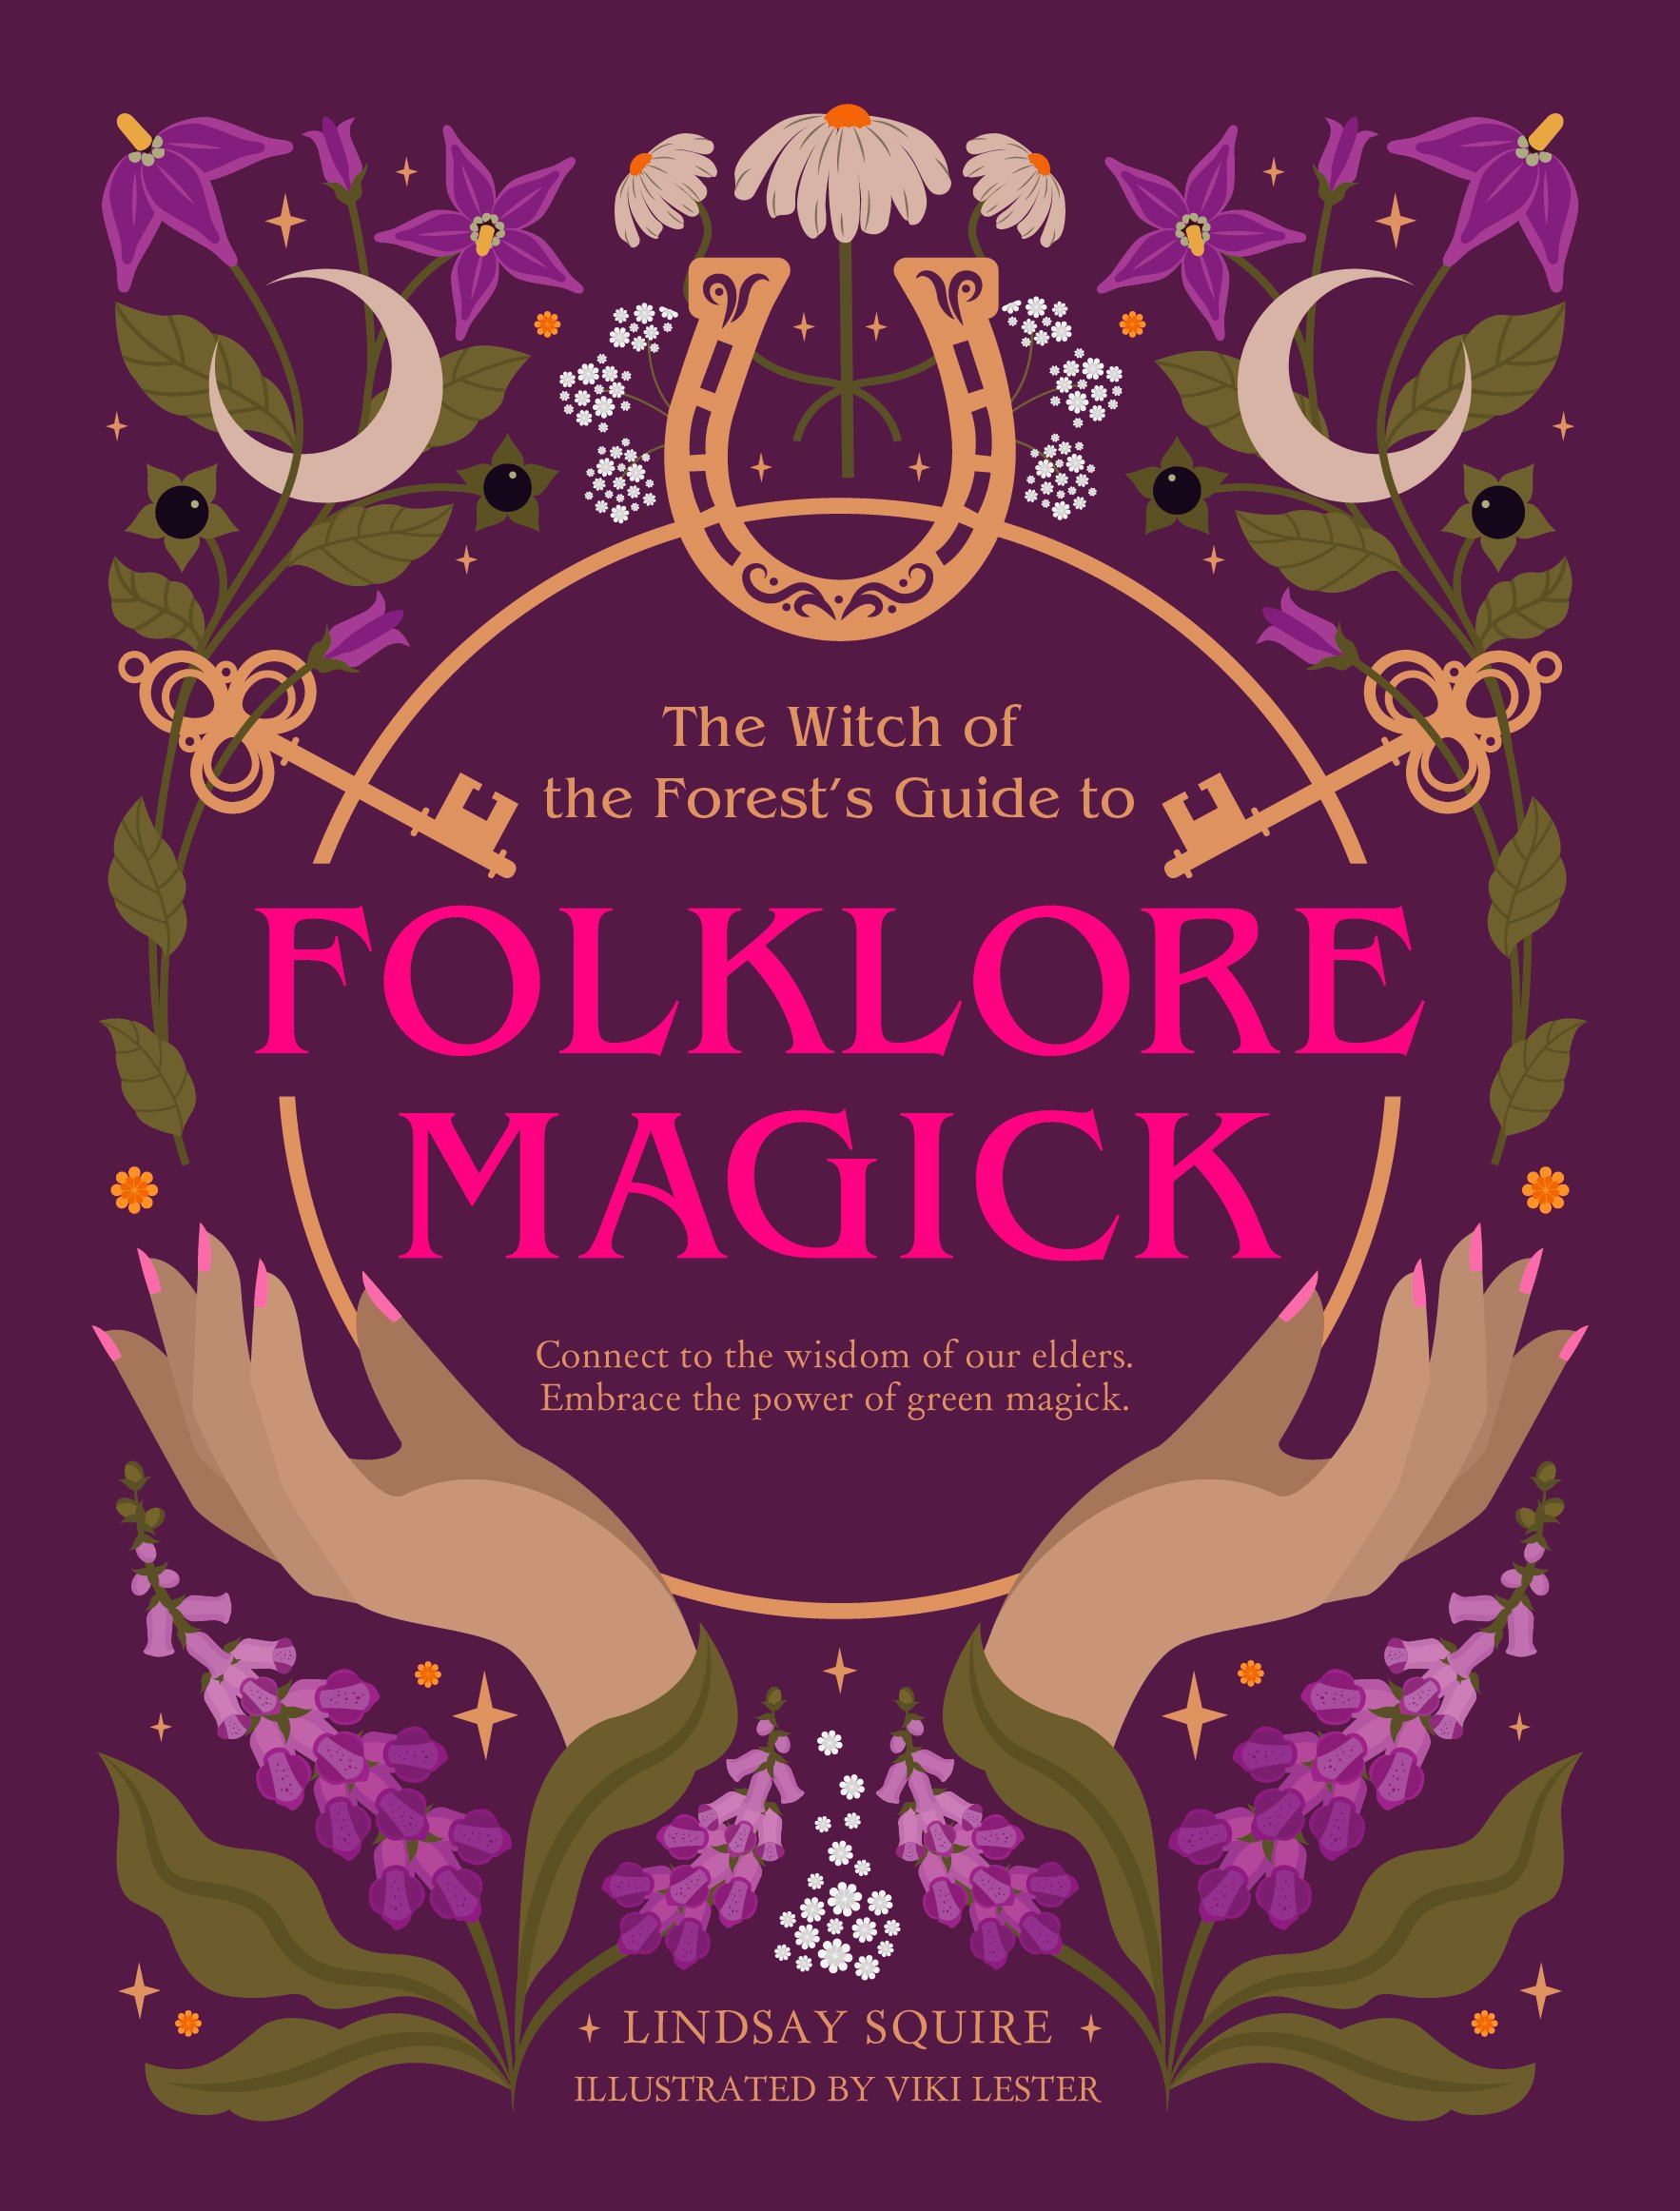 The Witch of
the Forest's Guide to
FOLKLORE
MAGICK
Connect to the wisdom of our elders.
Embrace the power of green magick.
LINDSAY SQUIRE
ILLUSTRATED BY VIKI LESTER